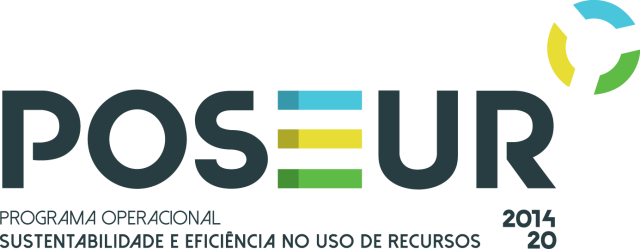 POSEUR
PROGRAMA OPERACIONAL
SUSTENTABILIDADE E EFICIÊNCIA NO USO DE RECURSOS
2014
20